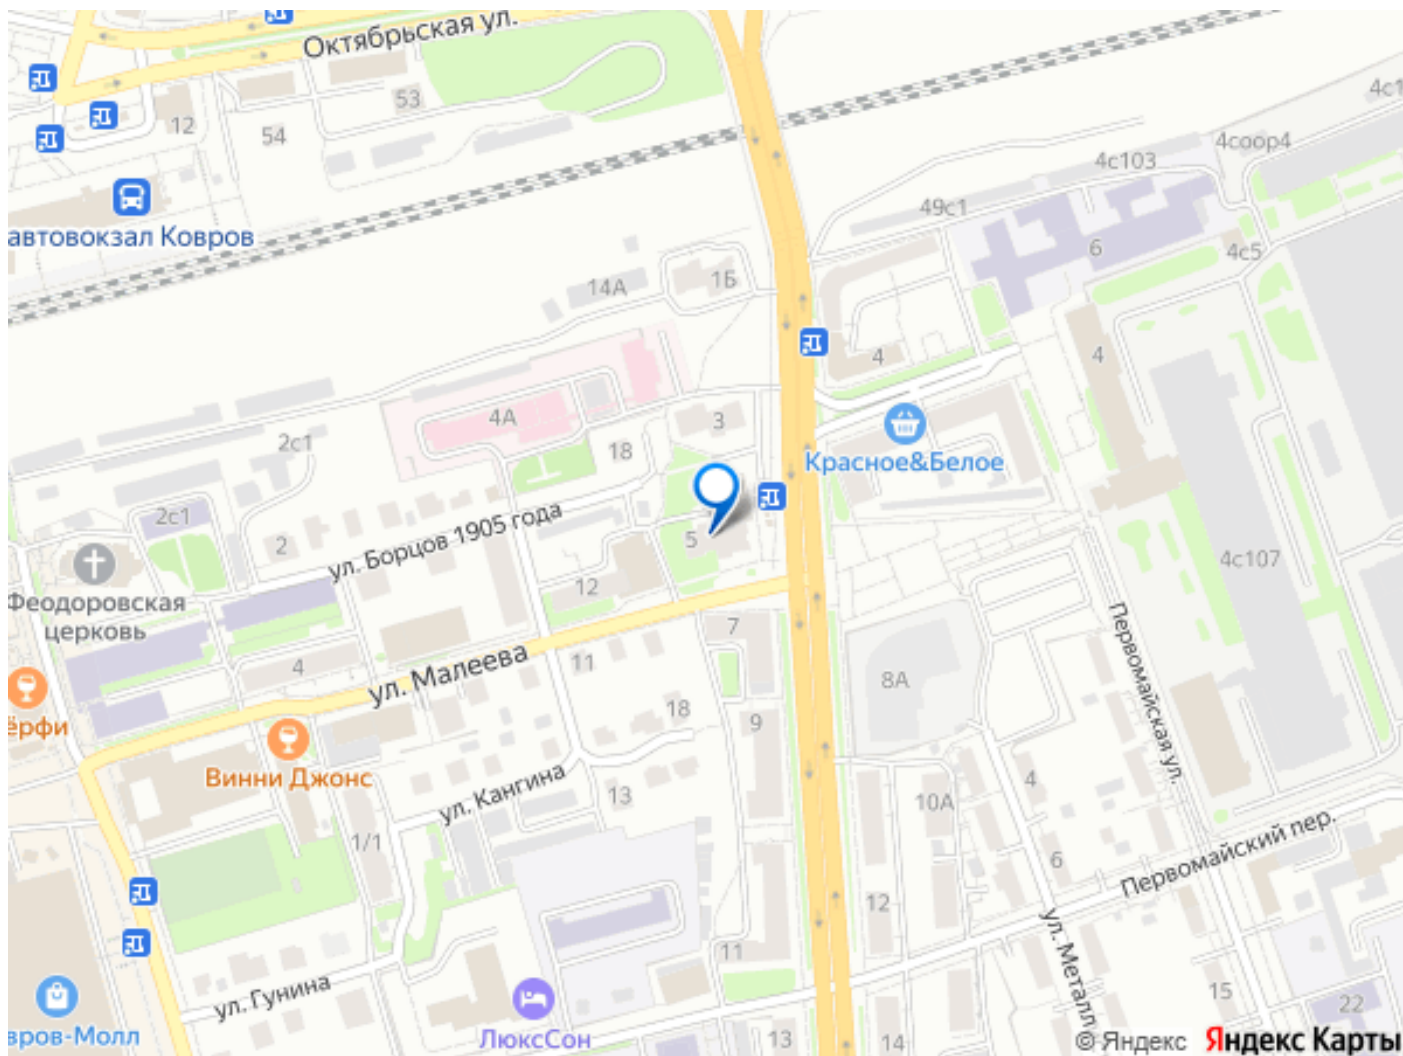 Октябрьская ул.
53
12
54
4с1
4соор4
4с103
49с1
6
4с5
автовокзал Ковров
14А
1Б
4
4
4А
3
18
2с1
Красное&Белое
2с1
2
ул. Борцов 1905 года
5
4с107
12
Феодоровская
церковь
7
4
ул. Малеева
11
8А
Первомайская ул.
18
9
ёрфи
Винни Джонс
ул. Кангина
13
4
10А
1/1
6
Первомайский пер.
12
11
ул. Металл
ул. Гунина
15
22
вров-Молл
ЛюксСон
13
14
© Яндекс
Яндекс Карты